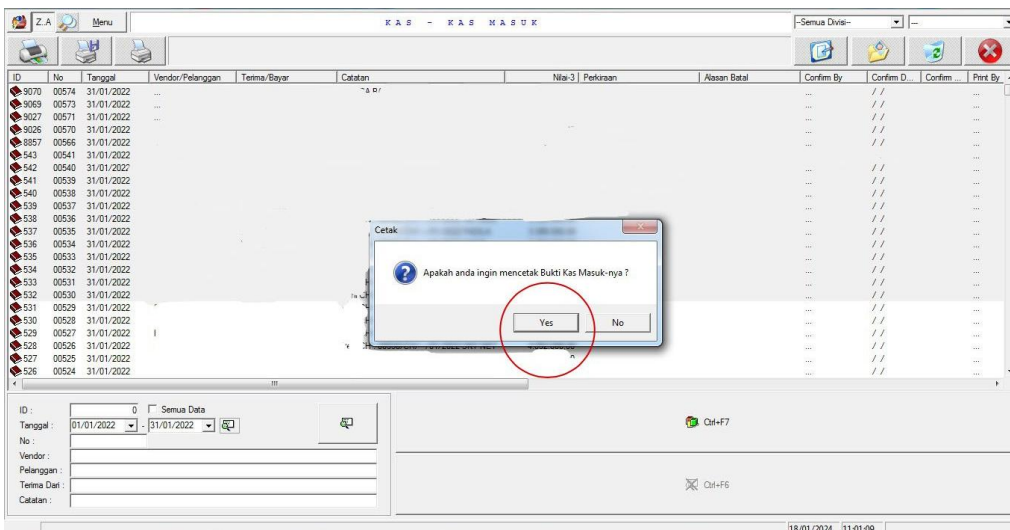 Z..A Menu KAS - KAS MASUK --Semua Divisi-- ---
ID No Tanggal Vendor/Pelanggan Terima/Bayar Catatan Nilai-3 Perkiraan Alasan Batal Confirm By Confirm D... Confirm ... Print By
9070 00574 31/01/2022 ... ... / / ...
9069 00573 31/01/2022 ... ... / / ...
9027 00571 31/01/2022 ... ... / / ...
9026 00570 31/01/2022 ... / / ...
8857 00566 31/01/2022 ... / / ...
543 00541 31/01/2022 ...
542 00540 31/01/2022 ... / / ...
541 00539 31/01/2022 ... / / ...
540 00538 31/01/2022 ... / / ...
539 00537 31/01/2022 ... / / ...
538 00536 31/01/2022 ... / / ...
537 00535 31/01/2022 ... / / ...
536 00534 31/01/2022 ... / / ...
535 00533 31/01/2022 ... / / ...
534 00532 31/01/2022 ... / / ...
533 00531 31/01/2022 ... / / ...
532 00530 31/01/2022 ... / / ...
531 00529 31/01/2022 ... / / ...
530 00528 31/01/2022 ... / / ...
529 00527 31/01/2022 ... / / ...
528 00526 31/01/2022 ... / / ...
527 00525 31/01/2022 ... / / ...
526 00524 31/01/2022 ... / / ...
Cetak
Apakah anda ingin mencetak Bukti Kas Masuk-nya ?
Yes No
ID : 0 Semua Data
Tanggal : 01/01/2022 - 31/01/2022
No :
Vendor :
Pelanggan :
Terima Dari :
Catatan :
Ctrl+F7
Ctrl+F6
18/01/2024 11:01:09